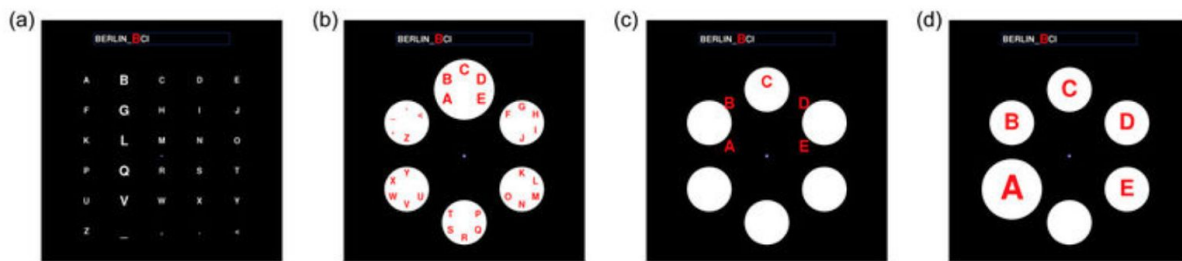 (a) (b) (c) (d)
BERLIN_BCI
A B C D E
F G H I J
K L M N O
P Q R S T
U V W X Y
Z _ . , <
BERLIN_BCI
C
B D
A E
G
F H
I
J
<
_
Z
Y
X
W U
V
K
L
O M
N
T P
S Q
R
BERLIN_BCI
C
B D
A E
BERLIN_BCI
C
B D
A E